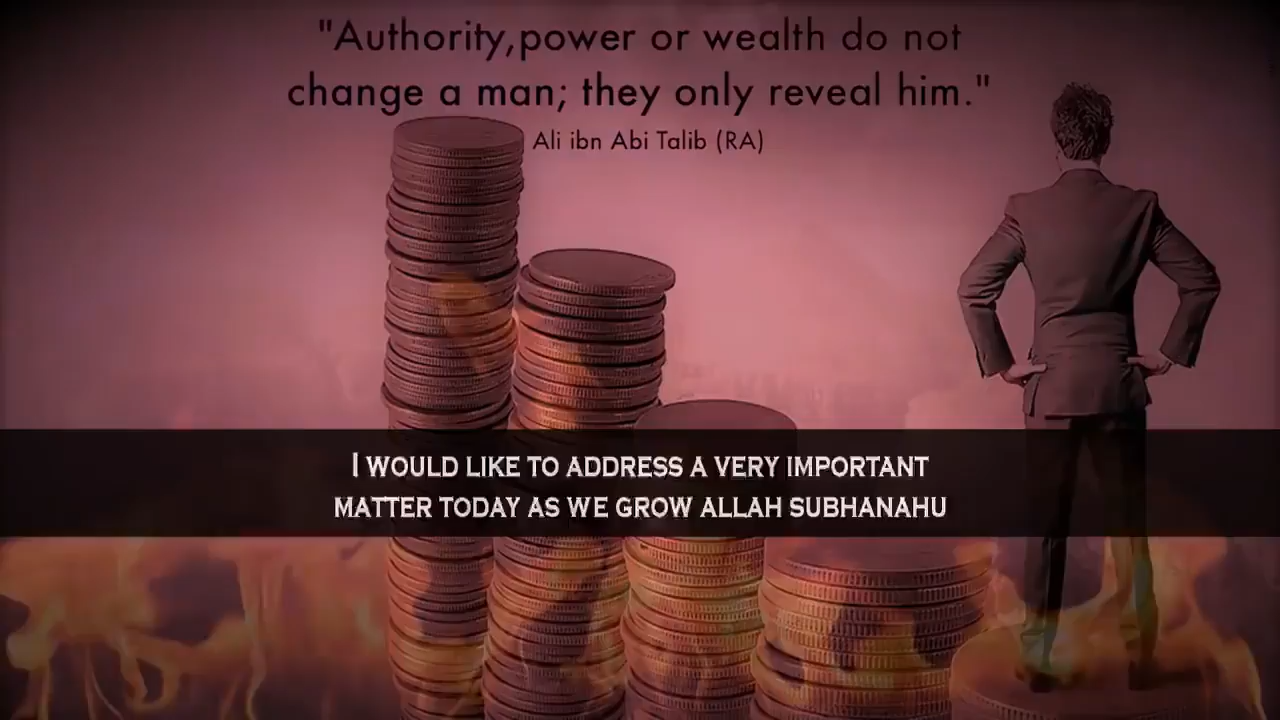 "Authority,power or wealth do not
change a man; they only reveal him."
Ali ibn Abi Talib (RA)
I WOULD LIKE TO ADDRESS A VERY IMPORTANT
MATTER TODAY AS WE GROW ALLAH SUBHANAHU